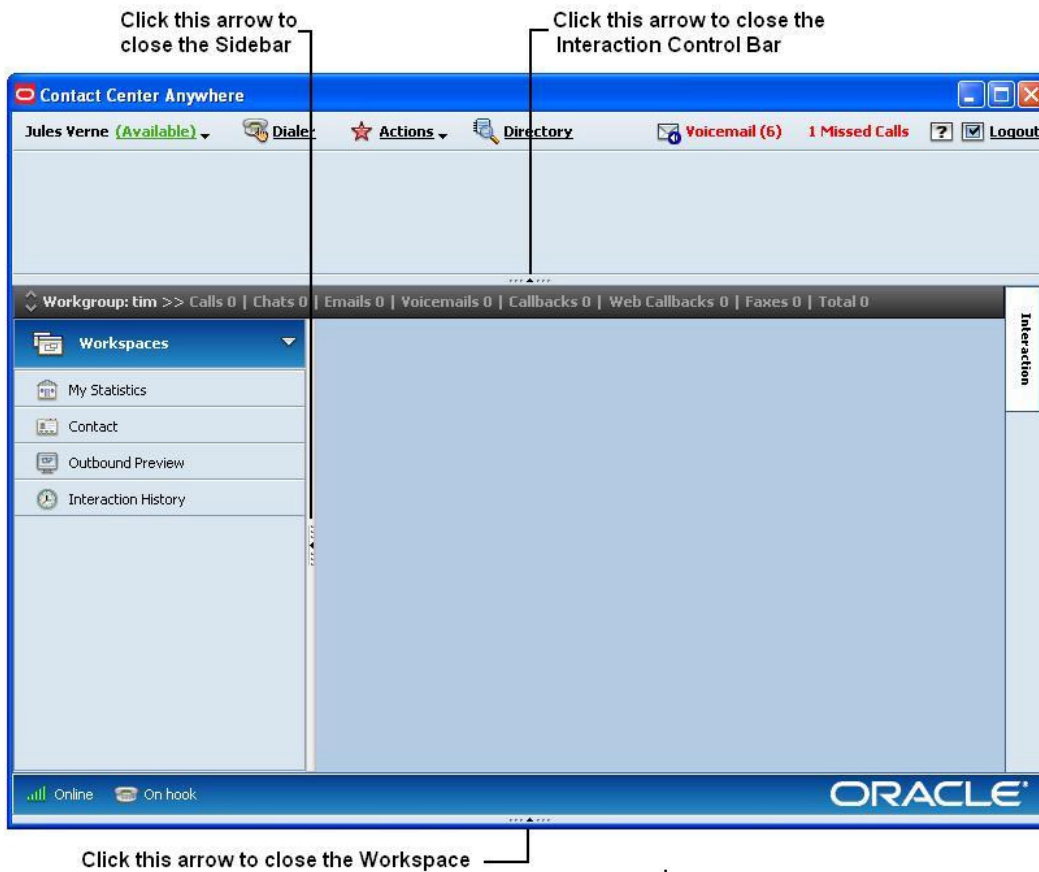 Click this arrow to
close the Sidebar
Click this arrow to close the
Interaction Control Bar
Contact Center Anywhere
Jules Verne (Available) Dialer Actions Directory Voicemail (6) 1 Missed Calls ? Logout
Workgroup: tim >> Calls 0 | Chats 0 | Emails 0 | Voicemails 0 | Callbacks 0 | Web Callbacks 0 | Faxes 0 | Total 0
Interaction
Workspaces
My Statistics
Contact
Outbound Preview
Interaction History
Online On hook
ORACLE
Click this arrow to close the Workspace